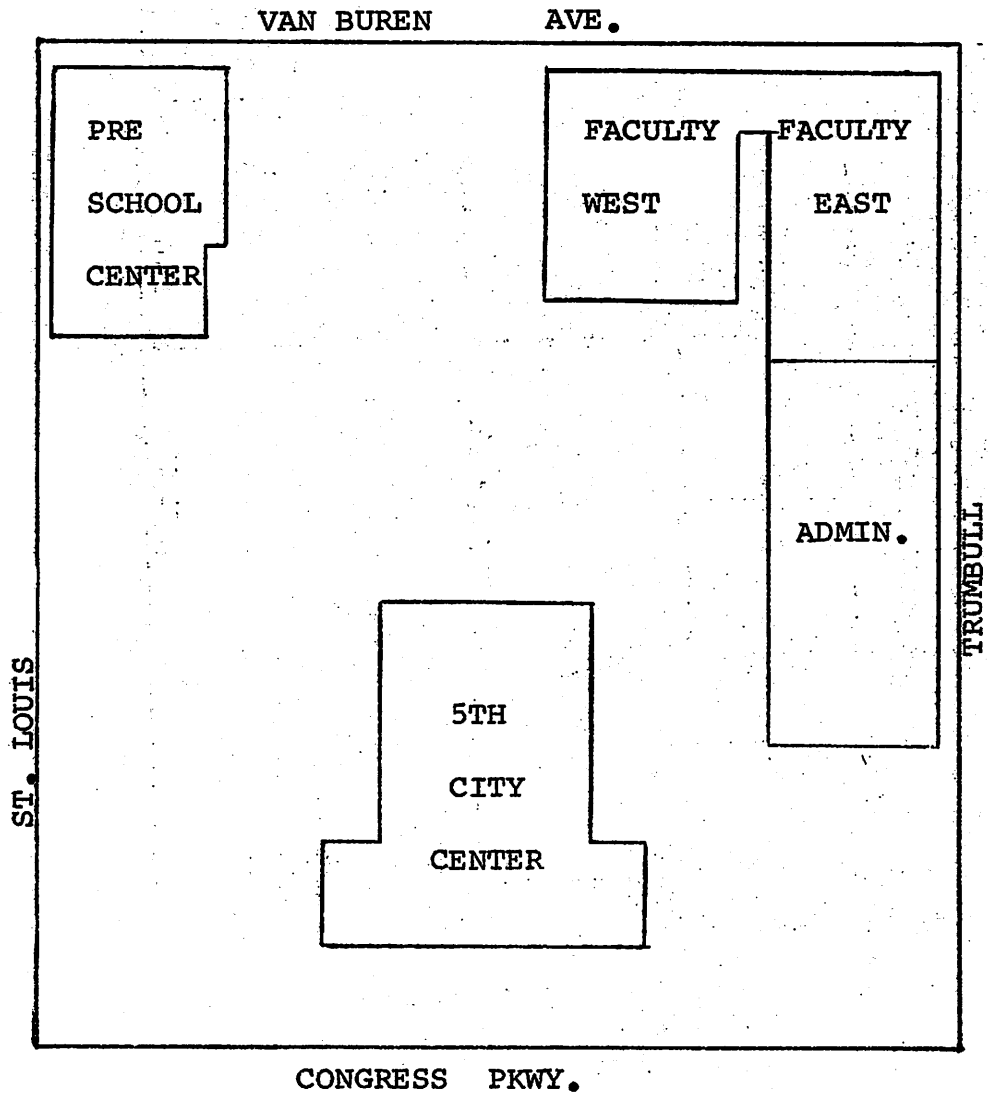 VAN BUREN AVE.
PRE
SCHOOL
CENTER
FACULTY
WEST
FACULTY
EAST
ADMIN.
TRUMBULL
ST. LOUIS
5TH
CITY
CENTER
CONGRESS PKWY.